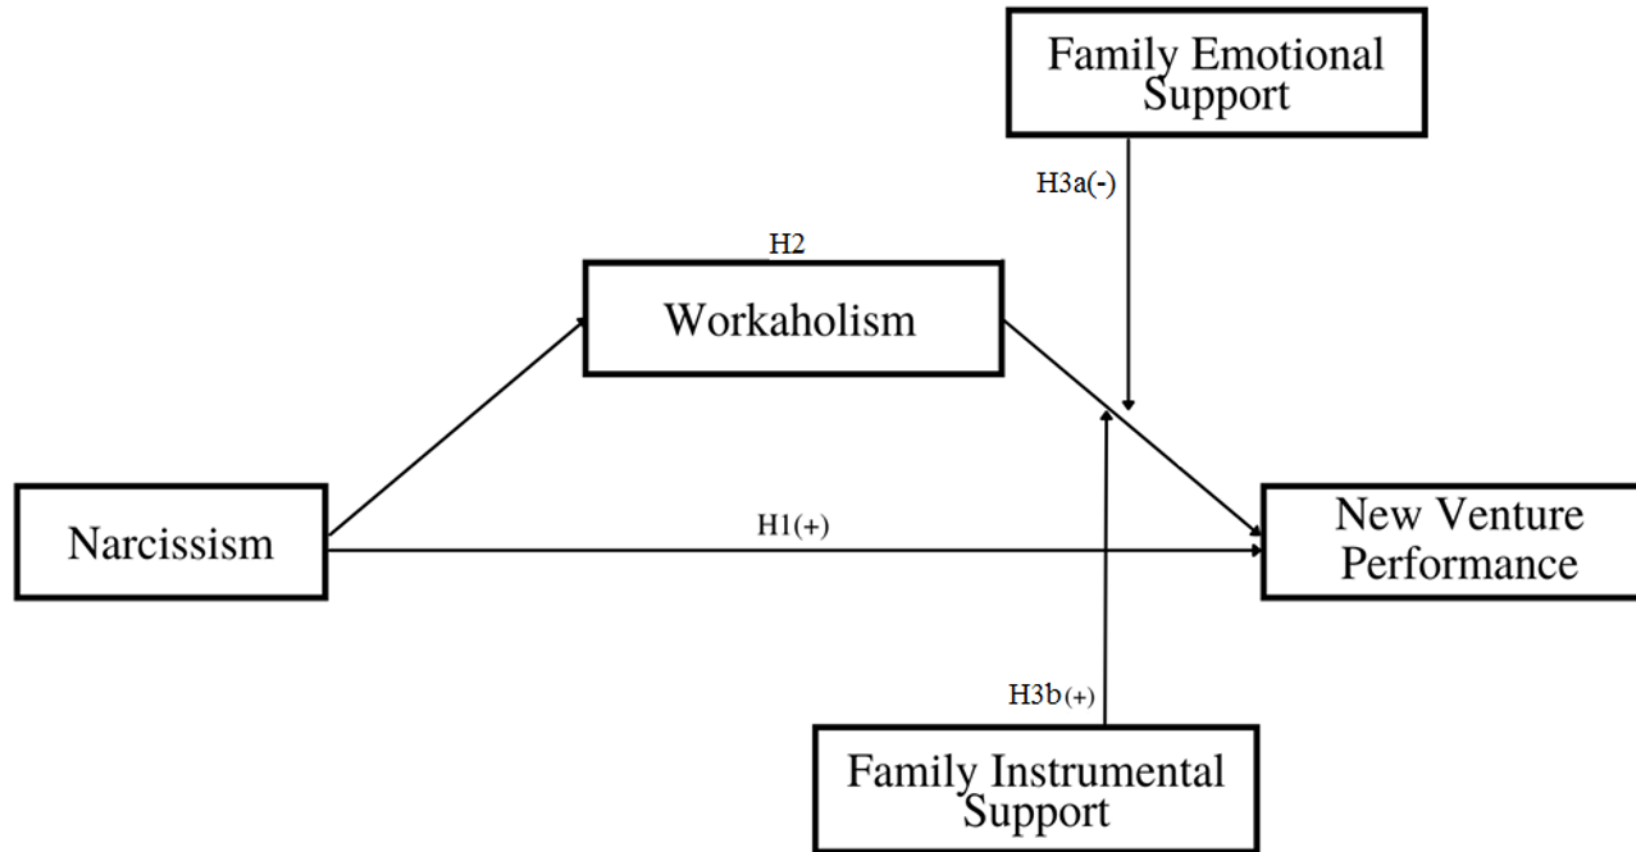 Family Emotional
Support
H3a(-)
H2
Workaholism
Narcissism
H1(+)
New Venture
Performance
H3b(+)
Family Instrumental
Support